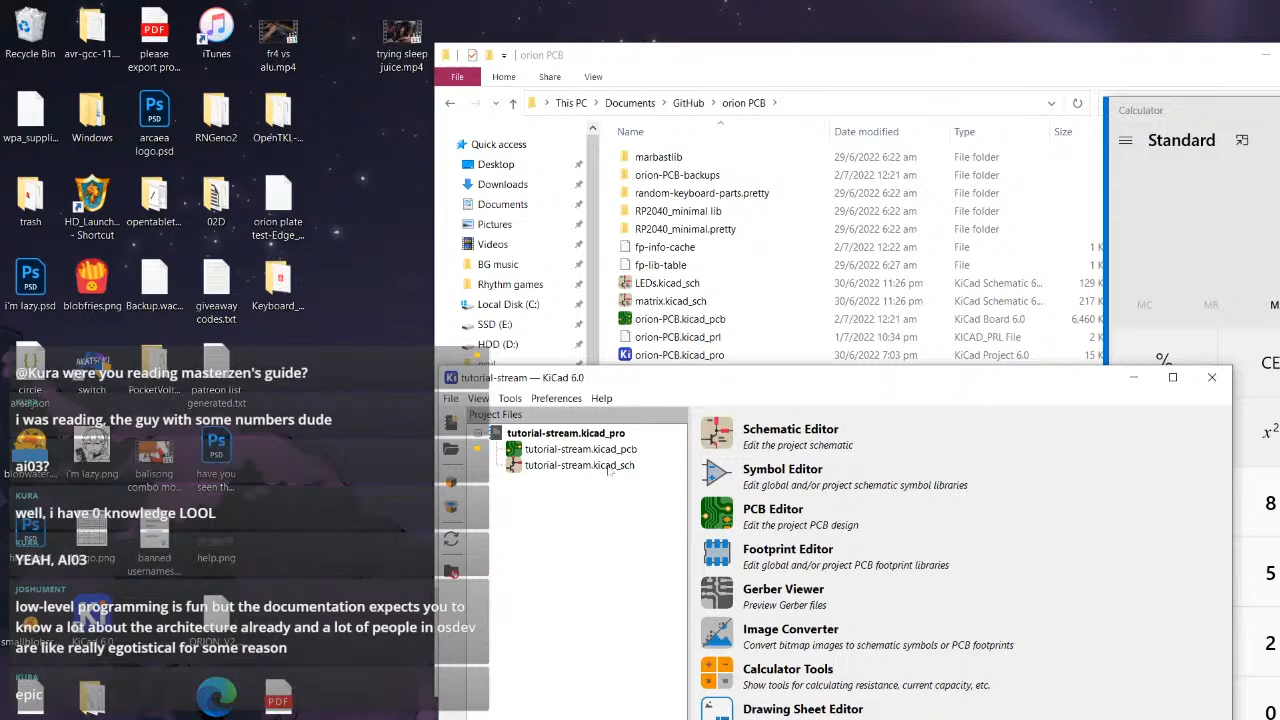 Recycle Bin
avr-gcc-11...
please
export pro...
iTunes
fr4 vs
alu.mp4
trying sleep
juice.mp4
wpa_suppli...
Windows
arcaea
logo.psd
RNGeno2
OpenTKL-...
trash
HD_Launch...
- Shortcut
opentablet...
02D
orion plate
test-Edge_...
i'm lazy.psd
blobfries.png
Backup.wac...
giveaway
codes.txt
Keyboard_...
switch
PocketVolt...
patreon list
generated.txt
i'm lazy.png
balisong
combo mo...
have you
seen th...
banned
usernames...
help.png
KiCad 6.0
ORION_V2
@Kura were you reading masterzen's guide?
KURA
i was reading, the guy with some numbers dude
ai03?
KURA
well, i have 0 knowledge LOOL
KURA
YEAH, AI03
JOSHUMENT
low-level programming is fun but the documentation expects you to
know a lot about the architecture already and a lot of people in osdev
are like really egotistical for some reason
KURA
epic
orion PCB
File
Home
Share
View
This PC
Documents
GitHub
orion PCB
Name
Date modified
Type
Size
Quick access
Desktop
Downloads
Documents
Pictures
Videos
BG music
Rhythm games
Local Disk (C:)
SSD (E:)
HDD (D:)
marbastlib 29/6/2022 6:22 am File folder
orion-PCB-backups 2/7/2022 12:21 am File folder
random-keyboard-parts.pretty 29/6/2022 6:22 am File folder
RP2040_minimal lib 29/6/2022 6:22 am File folder
RP2040_minimal.pretty 29/6/2022 6:22 am File folder
fp-info-cache 2/7/2022 12:22 am File 1 K
fp-lib-table 29/6/2022 6:27 am File 1 K
LEDs.kicad_sch 30/6/2022 11:26 pm KiCad Schematic 6... 129 K
matrix.kicad_sch 30/6/2022 11:26 pm KiCad Schematic 6... 217 K
orion-PCB.kicad_pcb 2/7/2022 12:21 am KiCad Board 6.0 6,460 K
orion-PCB.kicad_prl 1/7/2022 10:34 pm KICAD_PRL File 2 K
orion-PCB.kicad_pro 30/6/2022 7:03 pm KiCad Project 6.0 15 K
Calculator
Standard
MC
MR
M
%
CE
x²
8
5
2
0
tutorial-stream — KiCad 6.0
File
View
Tools
Preferences
Help
Project Files
tutorial-stream.kicad_pro
tutorial-stream.kicad_pcb
tutorial-stream.kicad_sch
Schematic Editor
Edit the project schematic
Symbol Editor
Edit global and/or project schematic symbol libraries
PCB Editor
Edit the project PCB design
Footprint Editor
Edit global and/or project PCB footprint libraries
Gerber Viewer
Preview Gerber files
Image Converter
Convert bitmap images to schematic symbols or PCB footprints
Calculator Tools
Show tools for calculating resistance, current capacity, etc.
Drawing Sheet Editor